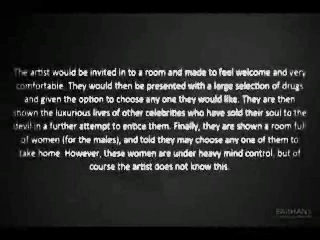 The artist would be invited in to a room and made to feel welcome and very
comfortable. They would then be presented with a large selection of drugs
and given the option to choose any one they would like. They are then
shown the luxurious lives of other celebrities who have sold their soul to the
devil in a further attempt to entice them. Finally, they are shown a room full
of women (for the males), and told they may choose any one of them to
take home. However, these women are under heavy mind control, but of
course the artist does not know this.